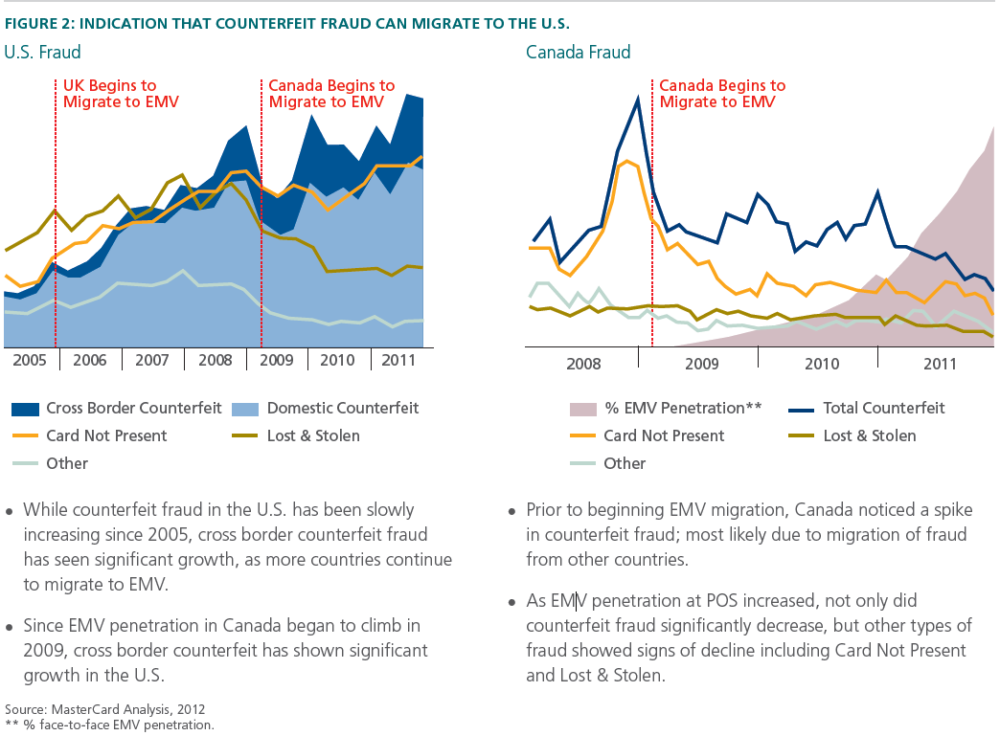 FIGURE 2: INDICATION THAT COUNTERFEIT FRAUD CAN MIGRATE TO THE U.S.
U.S. Fraud
UK Begins to
Migrate to EMV
Canada Begins to
Migrate to EMV
2005 2006 2007 2008 2009 2010 2011
Cross Border Counterfeit Domestic Counterfeit
Card Not Present Lost & Stolen
Other
• While counterfeit fraud in the U.S. has been slowly
increasing since 2005, cross border counterfeit fraud
has seen significant growth, as more countries continue
to migrate to EMV.
• Since EMV penetration in Canada began to climb in
2009, cross border counterfeit has shown significant
growth in the U.S.
Canada Fraud
Canada Begins to
Migrate to EMV
2008 2009 2010 2011
% EMV Penetration** Total Counterfeit
Card Not Present Lost & Stolen
Other
• Prior to beginning EMV migration, Canada noticed a spike
in counterfeit fraud; most likely due to migration of fraud
from other countries.
• As EMV penetration at POS increased, not only did
counterfeit fraud significantly decrease, but other types of
fraud showed signs of decline including Card Not Present
and Lost & Stolen.
Source: MasterCard Analysis, 2012
** % face-to-face EMV penetration.